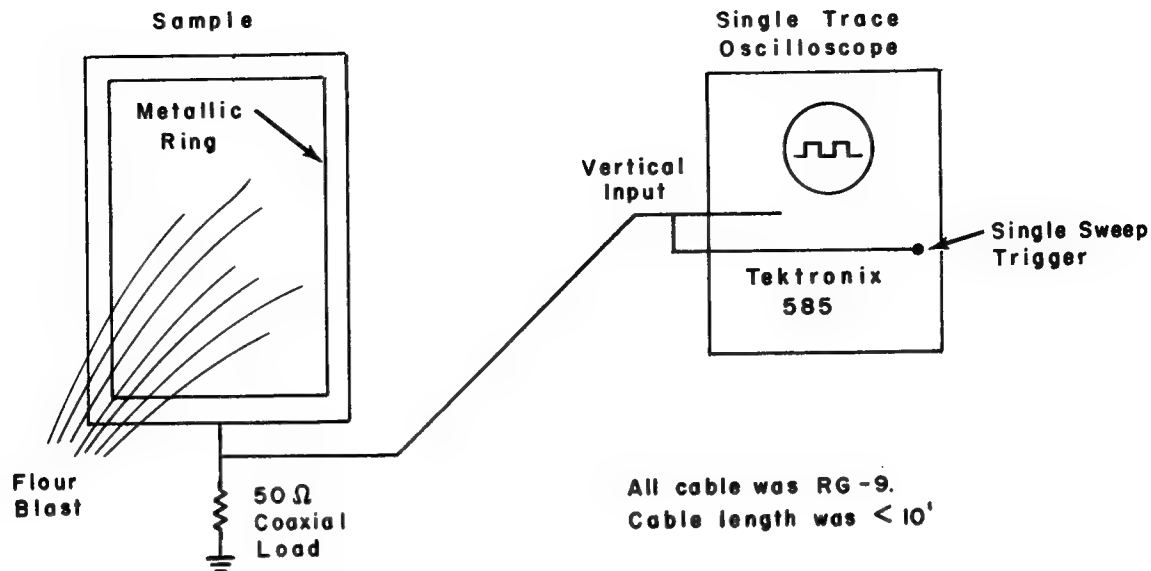 Sample
Single Trace
Oscilloscope
Metallic
Ring
Vertical
Input
Single Sweep
Trigger
Tektronix
585
Flour
Blast
50Ω
Coaxial
Load
All cable was RG-9.
Cable length was < 10'